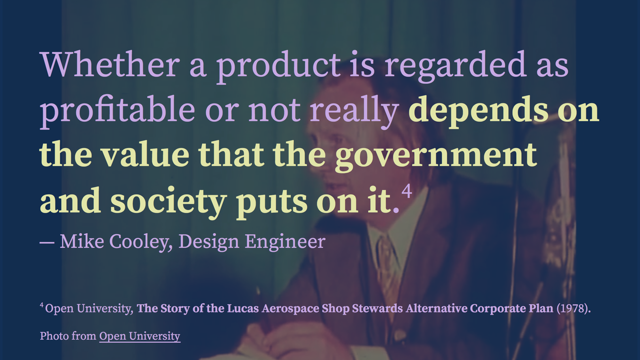 Whether a product is regarded as
profitable or not really depends on
the value that the government
and society puts on it.⁴
— Mike Cooley, Design Engineer
⁴ Open University, The Story of the Lucas Aerospace Shop Stewards Alternative Corporate Plan (1978).
Photo from Open University